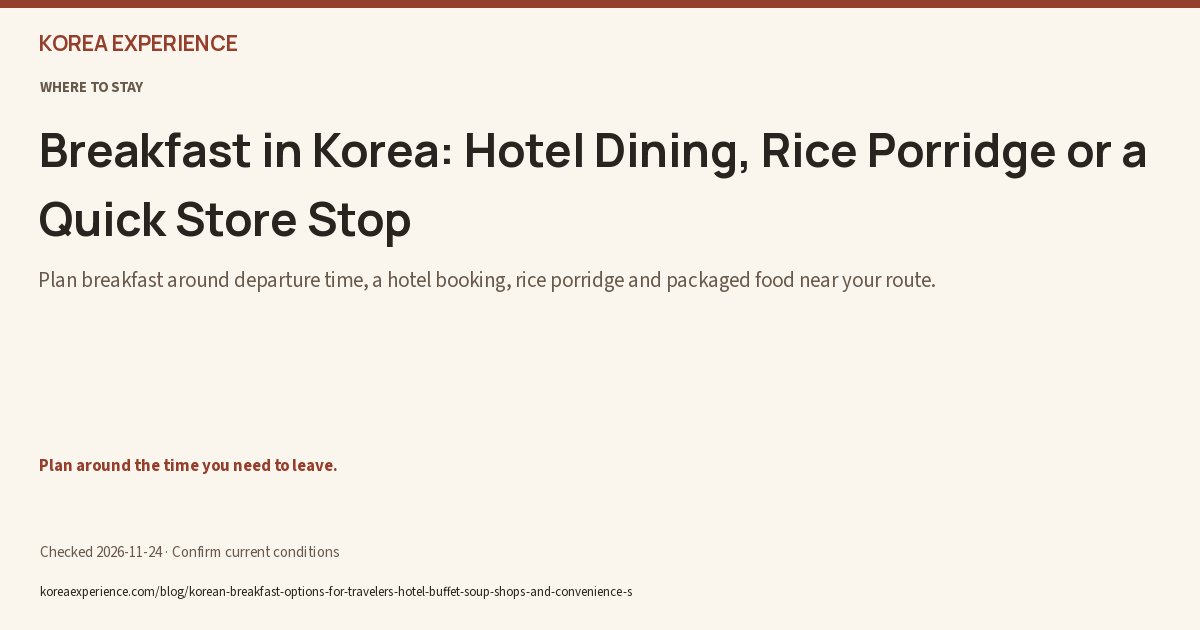 KOREA EXPERIENCE
WHERE TO STAY
Breakfast in Korea: Hotel Dining, Rice Porridge or a
Quick Store Stop
Plan breakfast around departure time, a hotel booking, rice porridge and packaged food near your route.
Plan around the time you need to leave.
Checked 2026-11-24 · Confirm current conditions
koreaexperience.com/blog/korean-breakfast-options-for-travelers-hotel-buffet-soup-shops-and-convenience-s